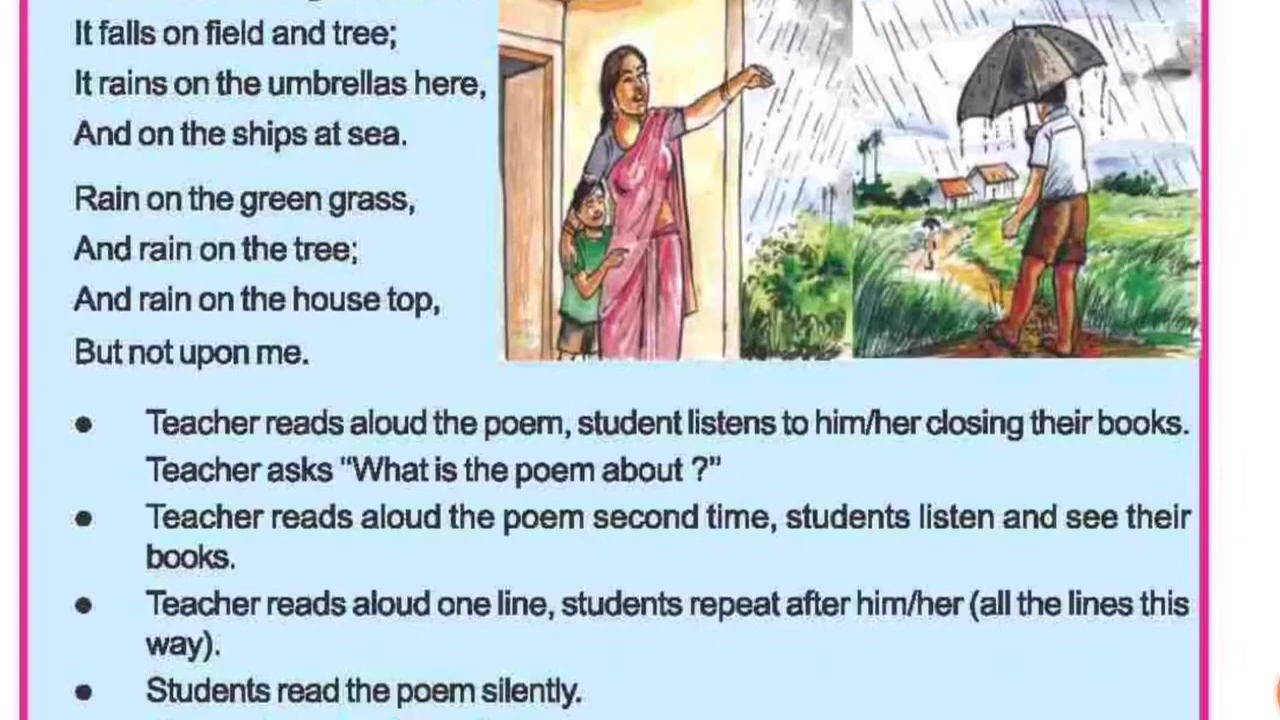 It falls on field and tree;
It rains on the umbrellas here,
And on the ships at sea.
Rain on the green grass,
And rain on the tree;
And rain on the house top,
But not upon me.
● Teacher reads aloud the poem, student listens to him/her closing their books.
Teacher asks “What is the poem about ?”
● Teacher reads aloud the poem second time, students listen and see their
books.
● Teacher reads aloud one line, students repeat after him/her (all the lines this
way).
● Students read the poem silently.